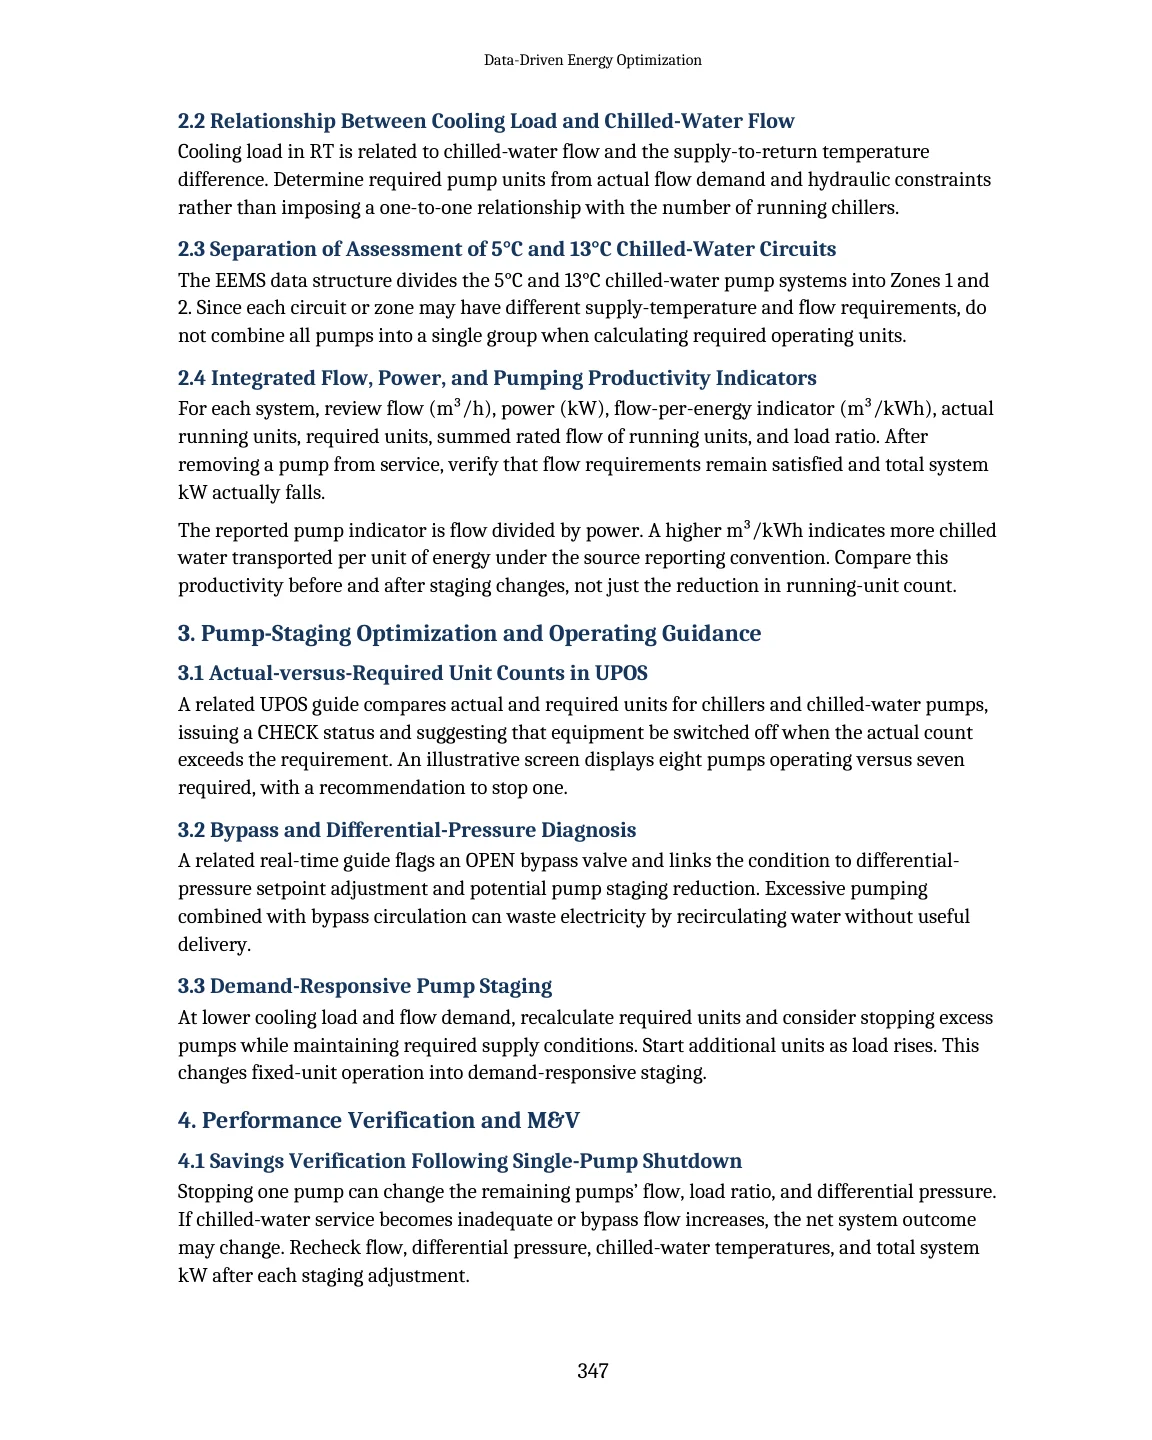 Data-Driven Energy Optimization
2.2 Relationship Between Cooling Load and Chilled-Water Flow
Cooling load in RT is related to chilled-water flow and the supply-to-return temperature
difference. Determine required pump units from actual flow demand and hydraulic constraints
rather than imposing a one-to-one relationship with the number of running chillers.
2.3 Separation of Assessment of 5°C and 13°C Chilled-Water Circuits
The EEMS data structure divides the 5°C and 13°C chilled-water pump systems into Zones 1 and
2. Since each circuit or zone may have different supply-temperature and flow requirements, do
not combine all pumps into a single group when calculating required operating units.
2.4 Integrated Flow, Power, and Pumping Productivity Indicators
For each system, review flow (m³/h), power (kW), flow-per-energy indicator (m³/kWh), actual
running units, required units, summed rated flow of running units, and load ratio. After
removing a pump from service, verify that flow requirements remain satisfied and total system
kW actually falls.
The reported pump indicator is flow divided by power. A higher m³/kWh indicates more chilled
water transported per unit of energy under the source reporting convention. Compare this
productivity before and after staging changes, not just the reduction in running-unit count.
3. Pump-Staging Optimization and Operating Guidance
3.1 Actual-versus-Required Unit Counts in UPOS
A related UPOS guide compares actual and required units for chillers and chilled-water pumps,
issuing a CHECK status and suggesting that equipment be switched off when the actual count
exceeds the requirement. An illustrative screen displays eight pumps operating versus seven
required, with a recommendation to stop one.
3.2 Bypass and Differential-Pressure Diagnosis
A related real-time guide flags an OPEN bypass valve and links the condition to differential-
pressure setpoint adjustment and potential pump staging reduction. Excessive pumping
combined with bypass circulation can waste electricity by recirculating water without useful
delivery.
3.3 Demand-Responsive Pump Staging
At lower cooling load and flow demand, recalculate required units and consider stopping excess
pumps while maintaining required supply conditions. Start additional units as load rises. This
changes fixed-unit operation into demand-responsive staging.
4. Performance Verification and M&V
4.1 Savings Verification Following Single-Pump Shutdown
Stopping one pump can change the remaining pumps’ flow, load ratio, and differential pressure.
If chilled-water service becomes inadequate or bypass flow increases, the net system outcome
may change. Recheck flow, differential pressure, chilled-water temperatures, and total system
kW after each staging adjustment.
347